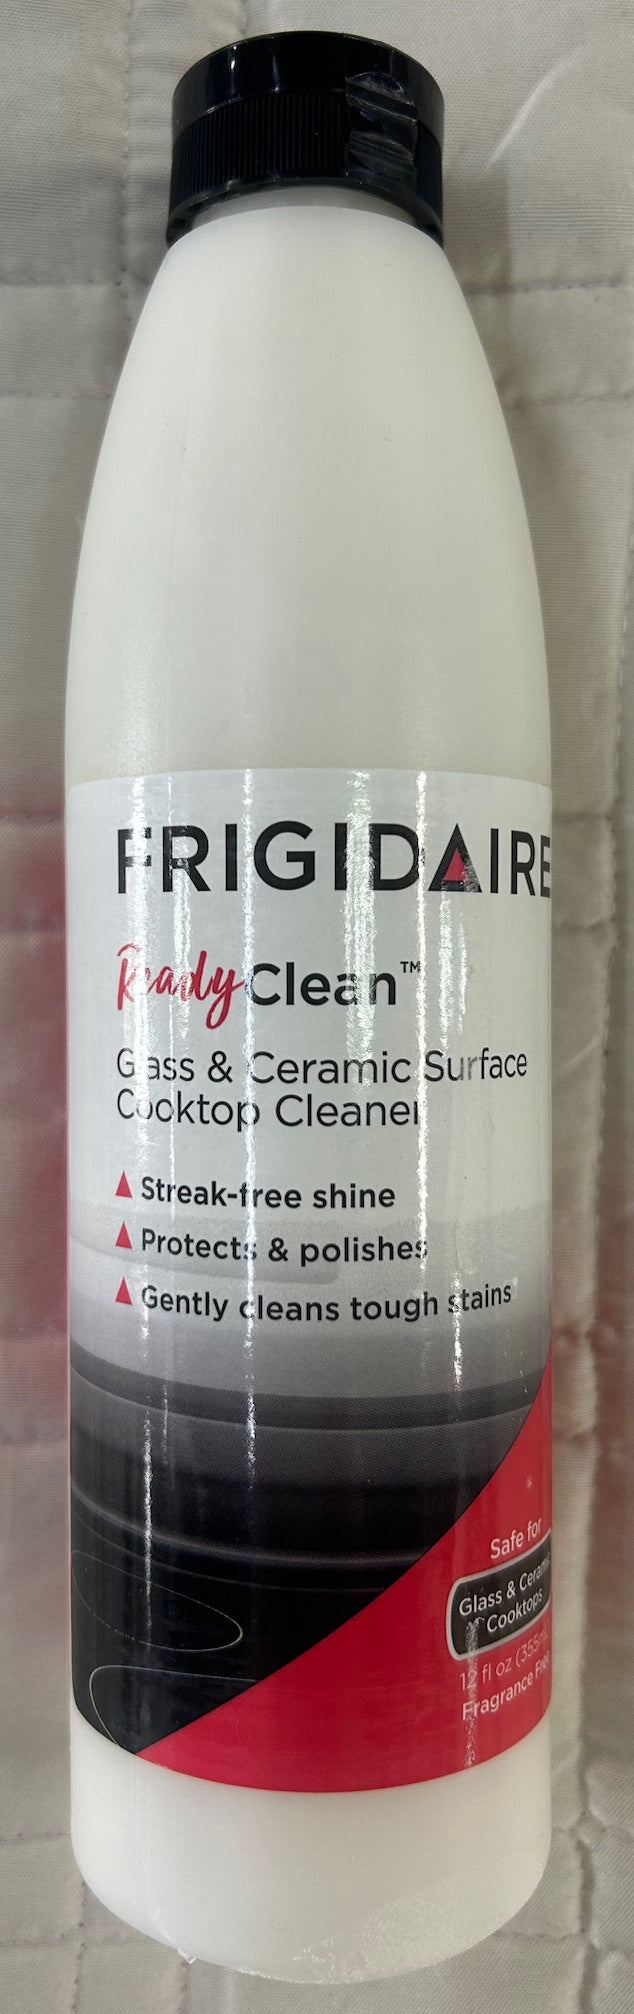 FRIGIDAIRE
ReadyClean™
Glass & Ceramic Surface
Cooktop Cleaner
Streak-free shine
Protects & polishes
Gently cleans tough stains
Safe for
Glass & Ceramic
Cooktops
12 fl oz (355mL)
Fragrance Free